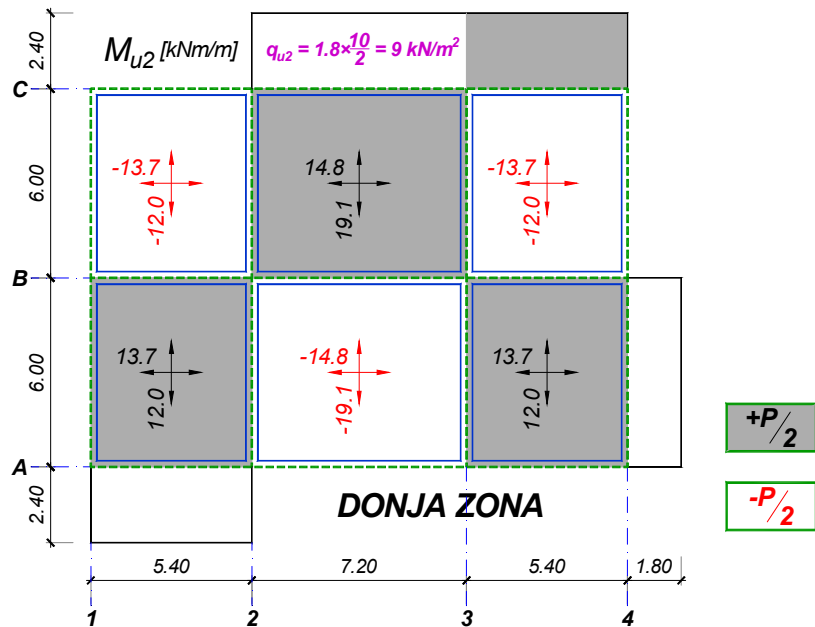 M_u2 [kNm/m] q_u2 = 1.8×10/2 = 9 kN/m²
2.40
C
-13.7 14.8 -13.7
-12.0 19.1 -12.0
6.00
B
13.7 -14.8 13.7
12.0 -19.1 12.0
6.00
+P/2
A
-P/2
2.40
DONJA ZONA
5.40 7.20 5.40 1.80
1 2 3 4